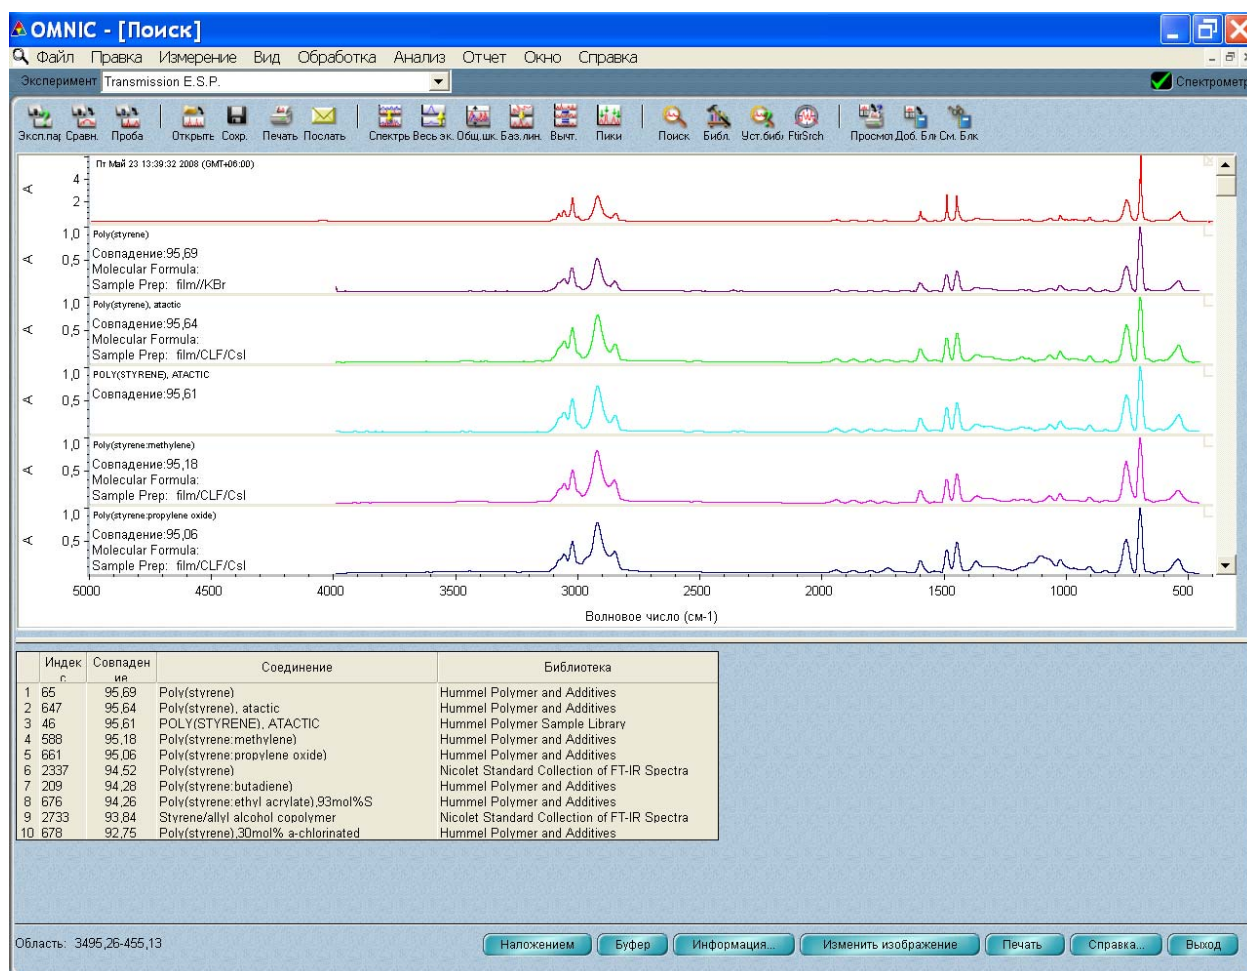 OMNIC - [Поиск]
Файл Правка Измерение Вид Обработка Анализ Отчет Окно Справка
Эксперимент Transmission E.S.P. Спектрометр
Эксп.пар Сравн. Проба Открыть Сохр. Печать Послать Спектры Весь эк. Общ.шк. Баз.лин. Вычт. Пики Поиск Библ. Уст.биб FtirSrch Просмот Доб. Бл См. Блк
Пт Май 23 13:39:32 2008 (GMT+06:00)
A
4
2
1,0 Poly(styrene)
A 0,5 Совпадение:95,69
Molecular Formula:
Sample Prep: film//KBr
1,0 Poly(styrene), atactic
A 0,5 Совпадение:95,64
Molecular Formula:
Sample Prep: film/CLF/CsI
1,0 POLY(STYRENE), ATACTIC
A 0,5 Совпадение:95,61
1,0 Poly(styrene:methylene)
A 0,5 Совпадение:95,18
Molecular Formula:
Sample Prep: film/CLF/CsI
1,0 Poly(styrene:propylene oxide)
A 0,5 Совпадение:95,06
Molecular Formula:
Sample Prep: film/CLF/CsI
5000 4500 4000 3500 3000 2500 2000 1500 1000 500
Волновое число (см-1)
Индекс Совпадение Соединение Библиотека
1 65 95,69 Poly(styrene) Hummel Polymer and Additives
2 647 95,64 Poly(styrene), atactic Hummel Polymer and Additives
3 46 95,61 POLY(STYRENE), ATACTIC Hummel Polymer Sample Library
4 588 95,18 Poly(styrene:methylene) Hummel Polymer and Additives
5 661 95,06 Poly(styrene:propylene oxide) Hummel Polymer and Additives
6 2337 94,52 Poly(styrene) Nicolet Standard Collection of FT-IR Spectra
7 209 94,28 Poly(styrene:butadiene) Hummel Polymer and Additives
8 676 94,26 Poly(styrene:ethyl acrylate),93mol%S Hummel Polymer and Additives
9 2733 93,84 Styrene/allyl alcohol copolymer Nicolet Standard Collection of FT-IR Spectra
10 678 92,75 Poly(styrene),30mol% a-chlorinated Hummel Polymer and Additives
Область: 3495,26-455,13 Наложением Буфер Информация... Изменить изображение Печать Справка... Выход